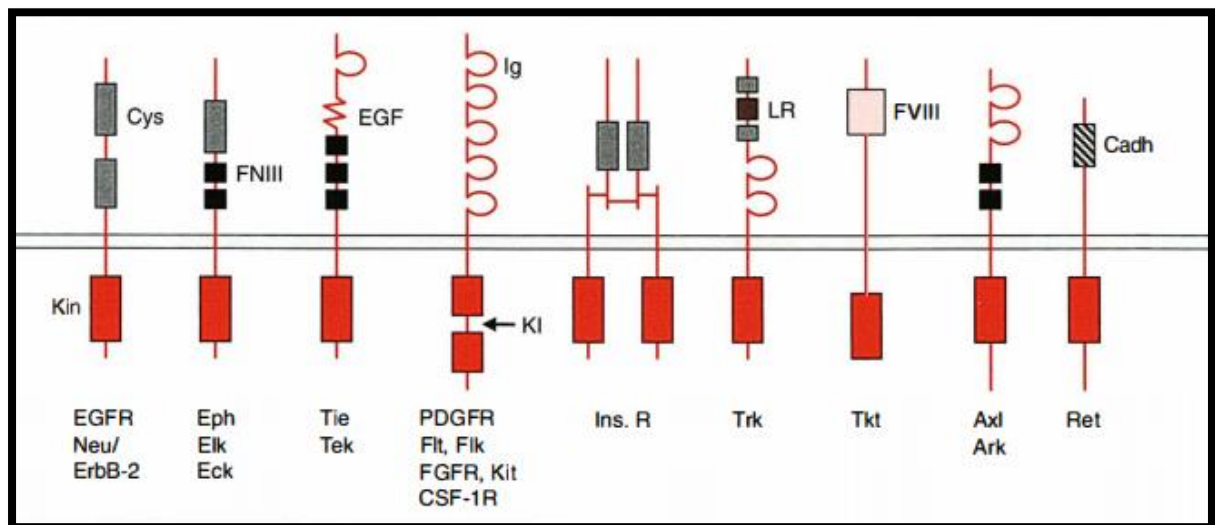 Ig
Cys
EGF
LR
FVIII
Cadh
FNIII
Kin
KI
EGFR
Neu/
ErbB-2
Eph
Elk
Eck
Tie
Tek
PDGFR
Flt, Flk
FGFR, Kit
CSF-1R
Ins. R
Trk
Tkt
Axl
Ark
Ret